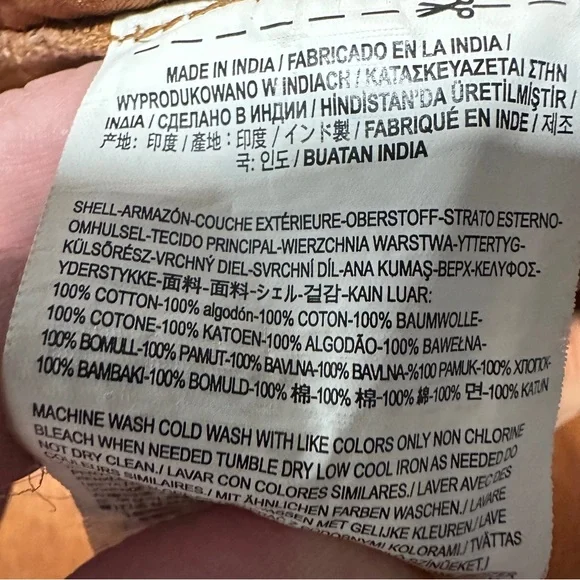 MADE IN INDIA / FABRICADO EN LA INDIA /
WYPRODUKOWANO W INDIACH / ΚΑΤΑΣΚΕΥΑΖΕΤΑΙ ΣΤΗΝ
ΙΝΔΙΑ / СДЕЛАНО В ИНДИИ / HİNDİSTAN'DA ÜRETİLMİŞTİR /
产地: 印度 / 產地: 印度 / インド製 / FABRIQUÉ EN INDE / 제조
국: 인도 / BUATAN INDIA
SHELL-ARMAZÓN-COUCHE EXTÉRIEURE-OBERSTOFF-STRATO ESTERNO-
OMHULSEL-TECIDO PRINCIPAL-WIERZCHNIA WARSTWA-YTTERTYG-
KÜLSŐRÉSZ-VRCHNÝ DIEL-SVRCHNÍ DÍL-ANA KUMAŞ-ВЕРХ-ΚΕΛΥΦΟΣ-
YDERSTYKKE-面料-面料-シェル-겉감-KAIN LUAR:
100% COTTON-100% algodón-100% COTON-100% BAUMWOLLE-
100% COTONE-100% KATOEN-100% ALGODÃO-100% BAWEŁNA-
100% BOMULL-100% PAMUT-100% BAVLNA-100% BAVLNA-%100 PAMUK-100% ХЛОПОК-
100% BAMBAKI-100% BOMULD-100% 棉-100% 棉-100% 綿-100% 면-100% KATUN
MACHINE WASH COLD WASH WITH LIKE COLORS ONLY NON CHLORINE
BLEACH WHEN NEEDED TUMBLE DRY LOW COOL IRON AS NEEDED DO
NOT DRY CLEAN./ LAVAR CON COLORES SIMILARES./ LAVER AVEC DES
COULEURS SIMILAIRES./ MIT ÄHNLICHEN FARBEN WASCHEN./ LAVARE
WASSEN MET GELIJKE KLEUREN/ LAVE
PODOBNYMI KOLORAMI./ TVÄTTAS